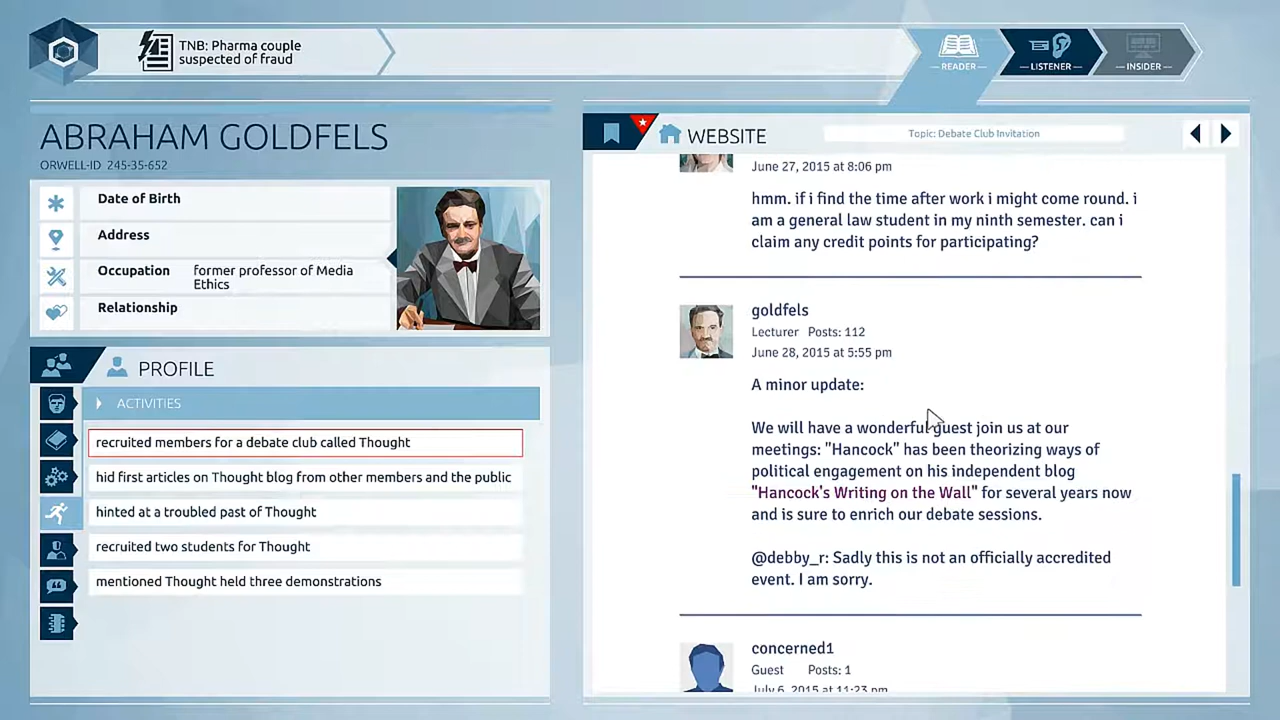 TNB: Pharma couple
suspected of fraud
— READER —
— LISTENER —
— INSIDER —
ABRAHAM GOLDFELS
ORWELL-ID 245-35-652
Date of Birth
Address
Occupation former professor of Media
Ethics
Relationship
PROFILE
ACTIVITIES
recruited members for a debate club called Thought
hid first articles on Thought blog from other members and the public
hinted at a troubled past of Thought
recruited two students for Thought
mentioned Thought held three demonstrations
WEBSITE
Topic: Debate Club Invitation
June 27, 2015 at 8:06 pm
hmm. if i find the time after work i might come round. i
am a general law student in my ninth semester. can i
claim any credit points for participating?
goldfels
Lecturer Posts: 112
June 28, 2015 at 5:55 pm
A minor update:
We will have a wonderful guest join us at our
meetings: "Hancock" has been theorizing ways of
political engagement on his independent blog
"Hancock's Writing on the Wall" for several years now
and is sure to enrich our debate sessions.
@debby_r: Sadly this is not an officially accredited
event. I am sorry.
concerned1
Guest Posts: 1
July 6, 2015 at 11:23 pm